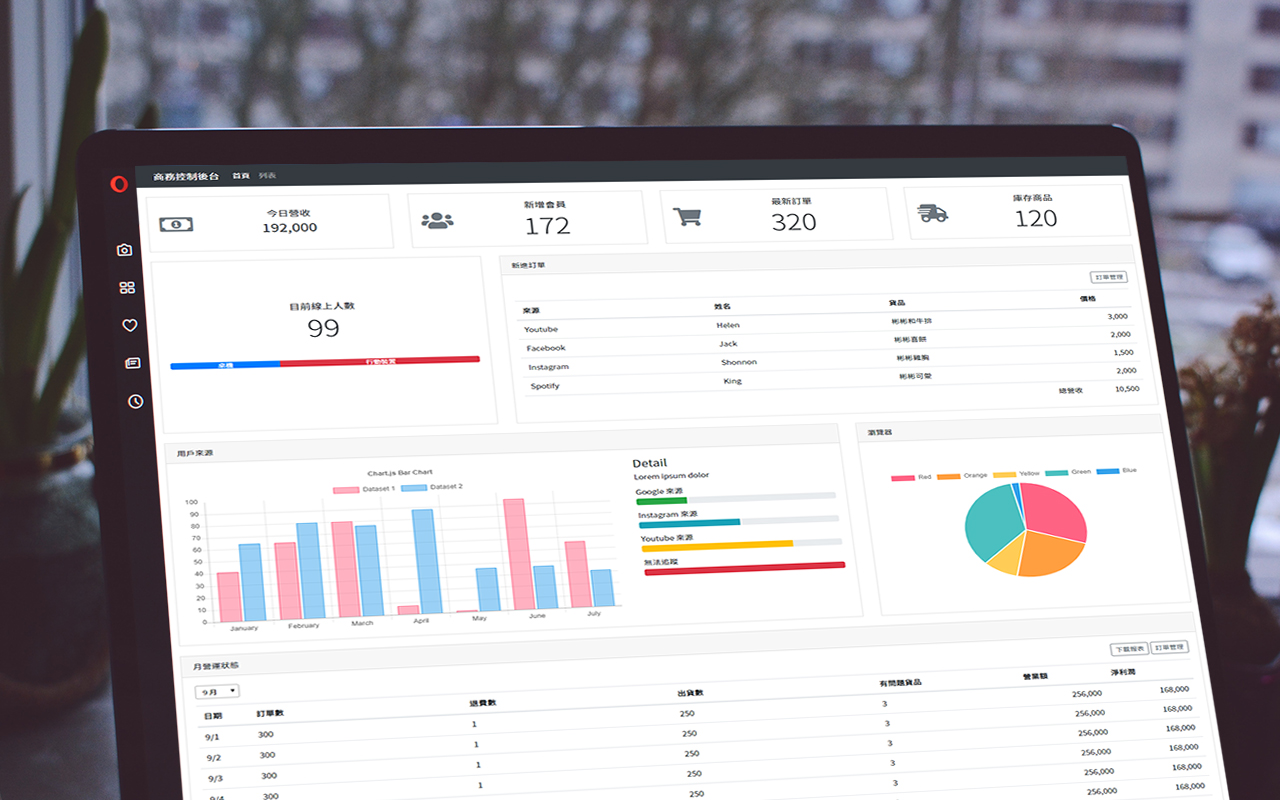 商務控制後台 首頁 列表
今日營收
192,000
新增會員
172
最新訂單
320
庫存商品
120
目前線上人數
99
桌機 行動裝置
新進訂單
訂單管理
來源 姓名 貨品 價格
Youtube Helen 彬彬和牛排 3,000
Facebook Jack 彬彬喜餅 2,000
Instagram Shonnon 彬彬雞胸 1,500
Spotify King 彬彬可愛 2,000
總營收 10,500
用戶來源
Chart.js Bar Chart
Dataset 1 Dataset 2
100
90
80
70
60
50
40
30
20
10
0
January February March April May June July
Detail
Lorem ipsum dolor
Google 來源
Instagram 來源
Youtube 來源
無法追蹤
瀏覽器
Red Orange Yellow Green Blue
月營運狀態
下載報表 訂單管理
9月
日期 訂單數 退費數 出貨數 有問題貨品 營業額 淨利潤
9/1 300 1 250 3 256,000 168,000
9/2 300 1 250 3 256,000 168,000
9/3 300 1 250 3 256,000 168,000
9/4 300 1 250 3 256,000 168,000
250 3 256,000 168,000
256,000 168,000